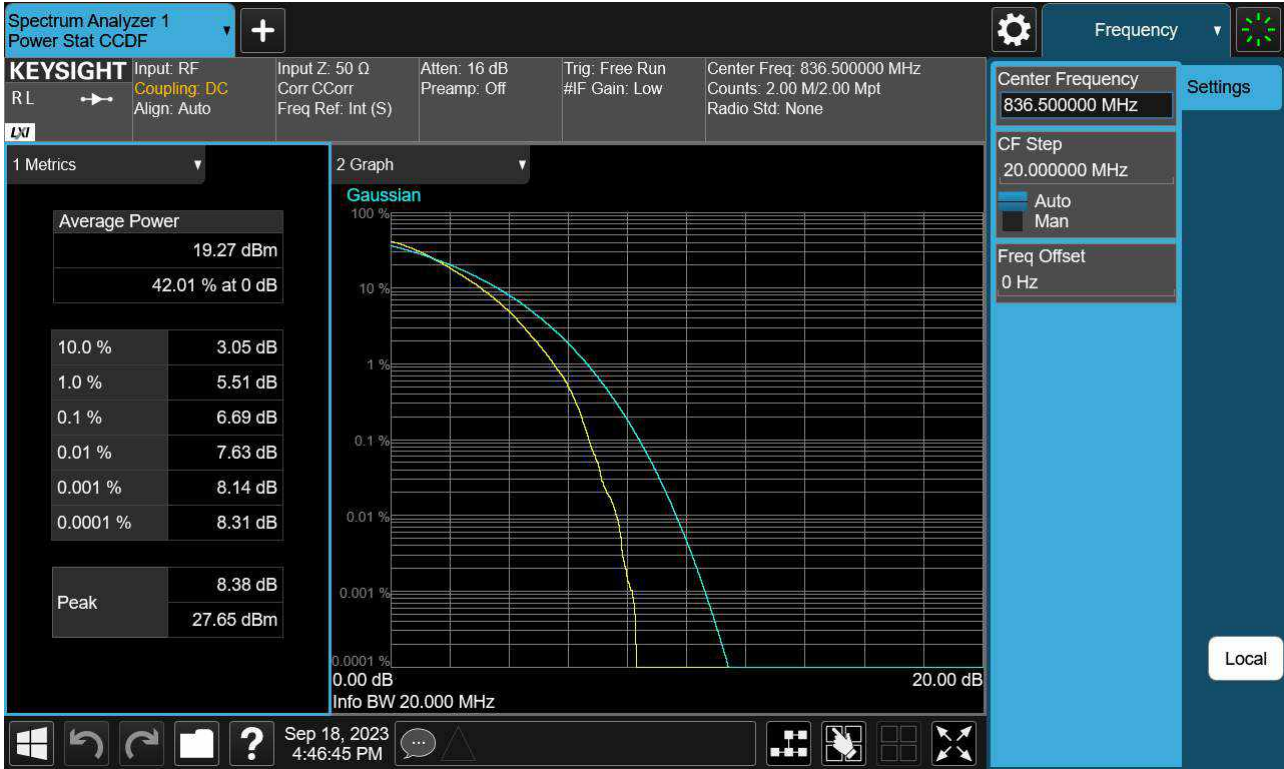 Spectrum Analyzer 1
Power Stat CCDF
+
Frequency
KEYSIGHT
RL
LXI
Input: RF
Coupling: DC
Align: Auto
Input Z: 50 Ω
Corr CCorr
Freq Ref: Int (S)
Atten: 16 dB
Preamp: Off
Trig: Free Run
#IF Gain: Low
Center Freq: 836.500000 MHz
Counts: 2.00 M/2.00 Mpt
Radio Std: None
1 Metrics
Average Power
19.27 dBm
42.01 % at 0 dB
10.0 % 3.05 dB
1.0 % 5.51 dB
0.1 % 6.69 dB
0.01 % 7.63 dB
0.001 % 8.14 dB
0.0001 % 8.31 dB
Peak
8.38 dB
27.65 dBm
2 Graph
Gaussian
100 %
10 %
1 %
0.1 %
0.01 %
0.001 %
0.0001 %
0.00 dB 20.00 dB
Info BW 20.000 MHz
Center Frequency
836.500000 MHz
CF Step
20.000000 MHz
Auto
Man
Freq Offset
0 Hz
Settings
Local
?
Sep 18, 2023
4:46:45 PM